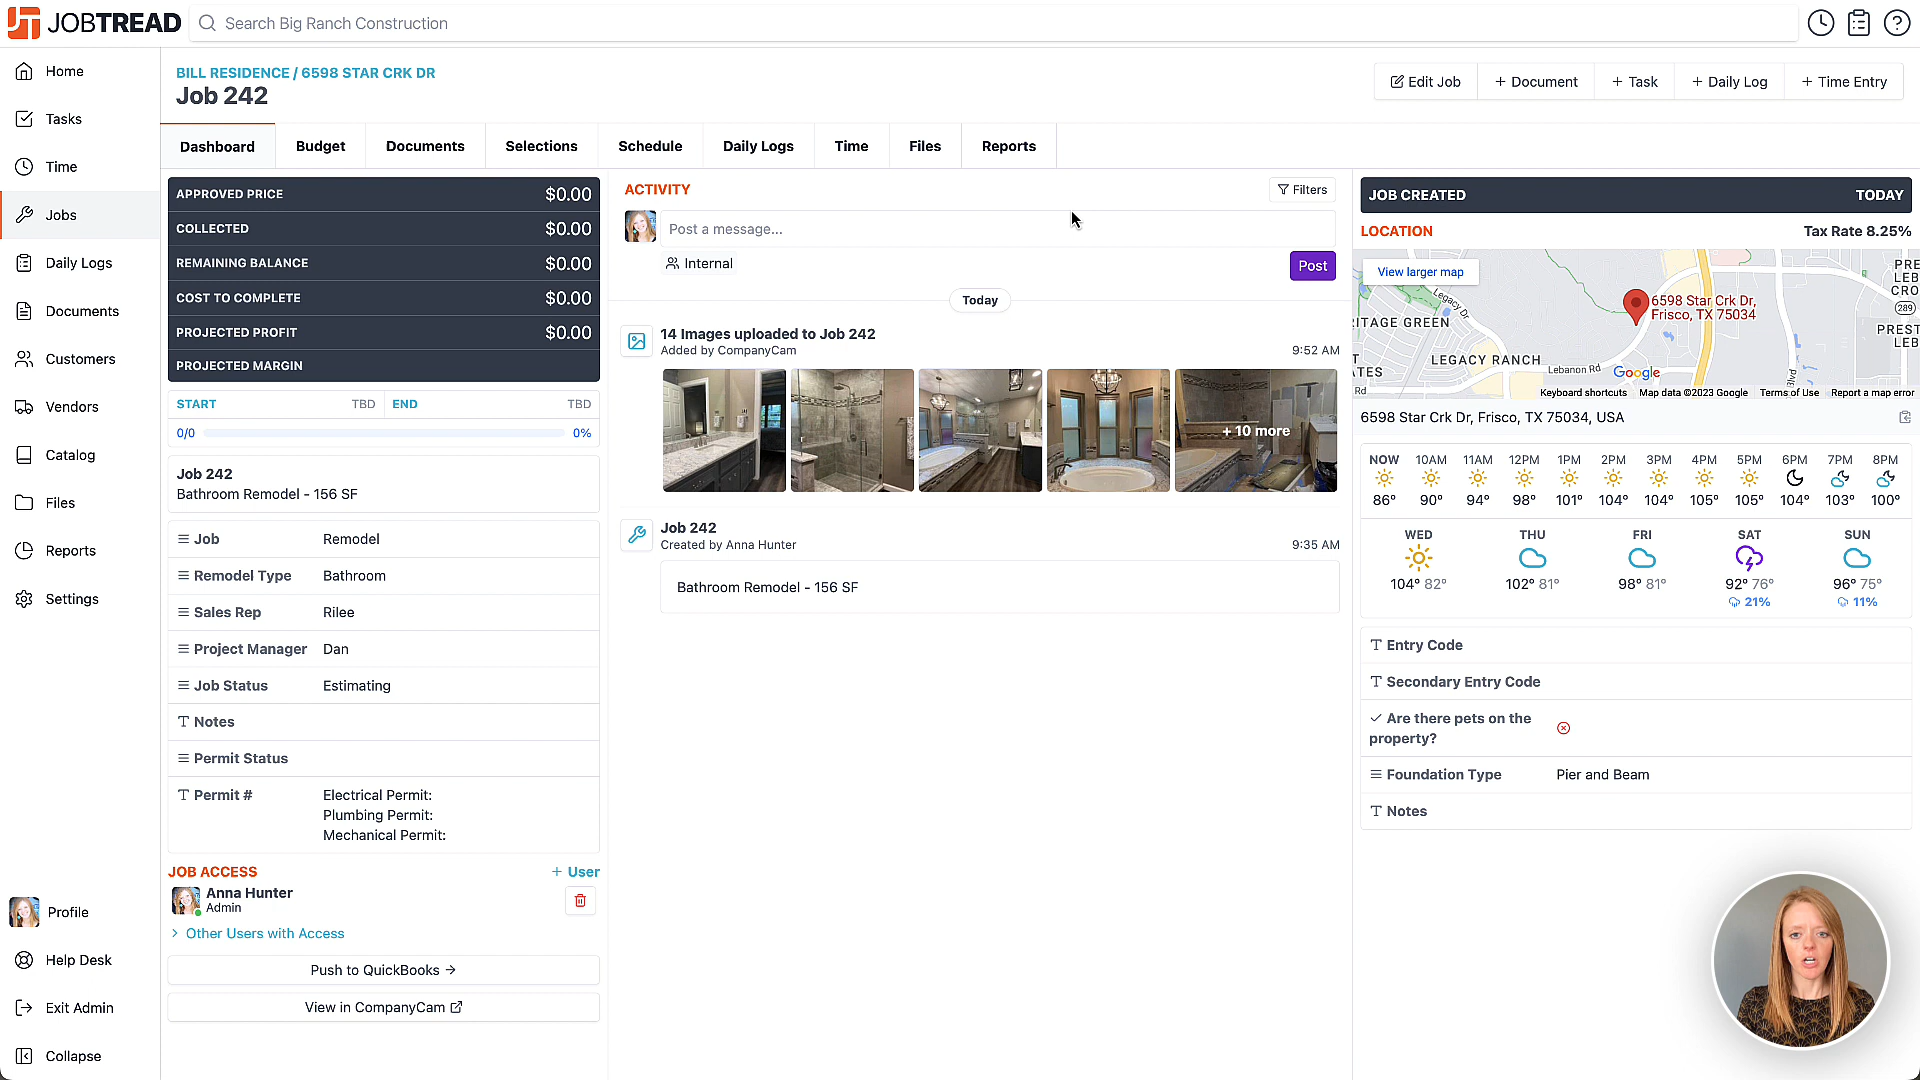 JOBTREAD
Search Big Ranch Construction
Home
Tasks
Time
Jobs
Daily Logs
Documents
Customers
Vendors
Catalog
Files
Reports
Settings
Profile
Help Desk
Exit Admin
Collapse
BILL RESIDENCE / 6598 STAR CRK DR
Job 242
Edit Job
+ Document
+ Task
+ Daily Log
+ Time Entry
Dashboard
Budget
Documents
Selections
Schedule
Daily Logs
Time
Files
Reports
APPROVED PRICE $0.00
COLLECTED $0.00
REMAINING BALANCE $0.00
COST TO COMPLETE $0.00
PROJECTED PROFIT $0.00
PROJECTED MARGIN
START TBD END TBD
0/0 0%
Job 242
Bathroom Remodel - 156 SF
Job Remodel
Remodel Type Bathroom
Sales Rep Rilee
Project Manager Dan
Job Status Estimating
Notes
Permit Status
Permit # Electrical Permit:
Plumbing Permit:
Mechanical Permit:
JOB ACCESS + User
Anna Hunter
Admin
Other Users with Access
Push to QuickBooks
View in CompanyCam
ACTIVITY
Filters
Post a message...
Internal
Post
Today
14 Images uploaded to Job 242
Added by CompanyCam 9:52 AM
+ 10 more
Job 242
Created by Anna Hunter 9:35 AM
Bathroom Remodel - 156 SF
JOB CREATED TODAY
LOCATION Tax Rate 8.25%
View larger map
Legacy Dr
ITAGE GREEN
LEGACY RANCH
T
ATES
Rd
Lebanon Rd
6598 Star Crk Dr,
Frisco, TX 75034
PRE
LEB
CRO
289
PREST
LEB
Google
Keyboard shortcuts
Map data ©2023 Google
Terms of Use
Report a map error
6598 Star Crk Dr, Frisco, TX 75034, USA
NOW 10AM 11AM 12PM 1PM 2PM 3PM 4PM 5PM 6PM 7PM 8PM
86° 90° 94° 98° 101° 104° 104° 105° 105° 104° 103° 100°
WED THU FRI SAT SUN
104° 82° 102° 81° 98° 81° 92° 76° 96° 75°
21% 11%
Entry Code
Secondary Entry Code
Are there pets on the
property?
Foundation Type Pier and Beam
Notes